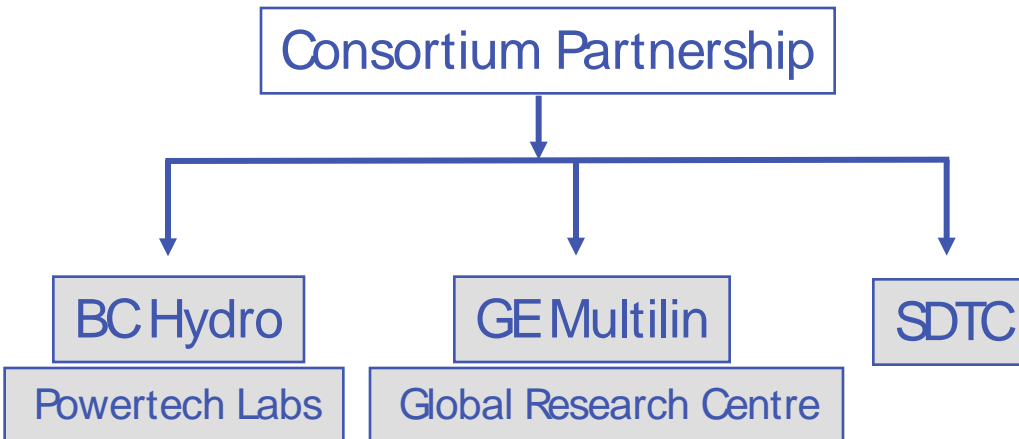 Consortium Partnership
BC Hydro
GE Multilin
SDTC
Powertech Labs
Global Research Centre